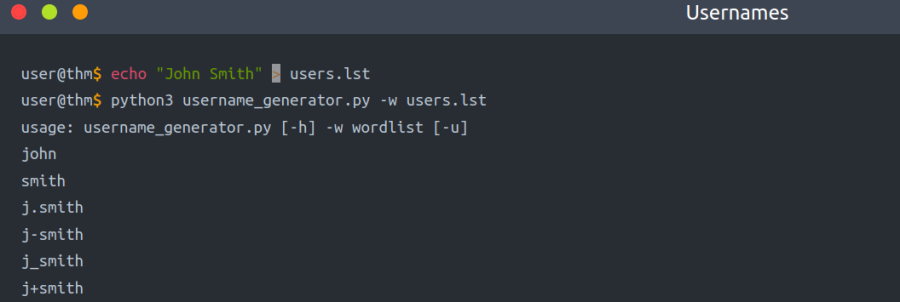 Usernames
user@thm$ echo "John Smith" > users.lst
user@thm$ python3 username_generator.py -w users.lst
usage: username_generator.py [-h] -w wordlist [-u]
john
smith
j.smith
j-smith
j_smith
j+smith